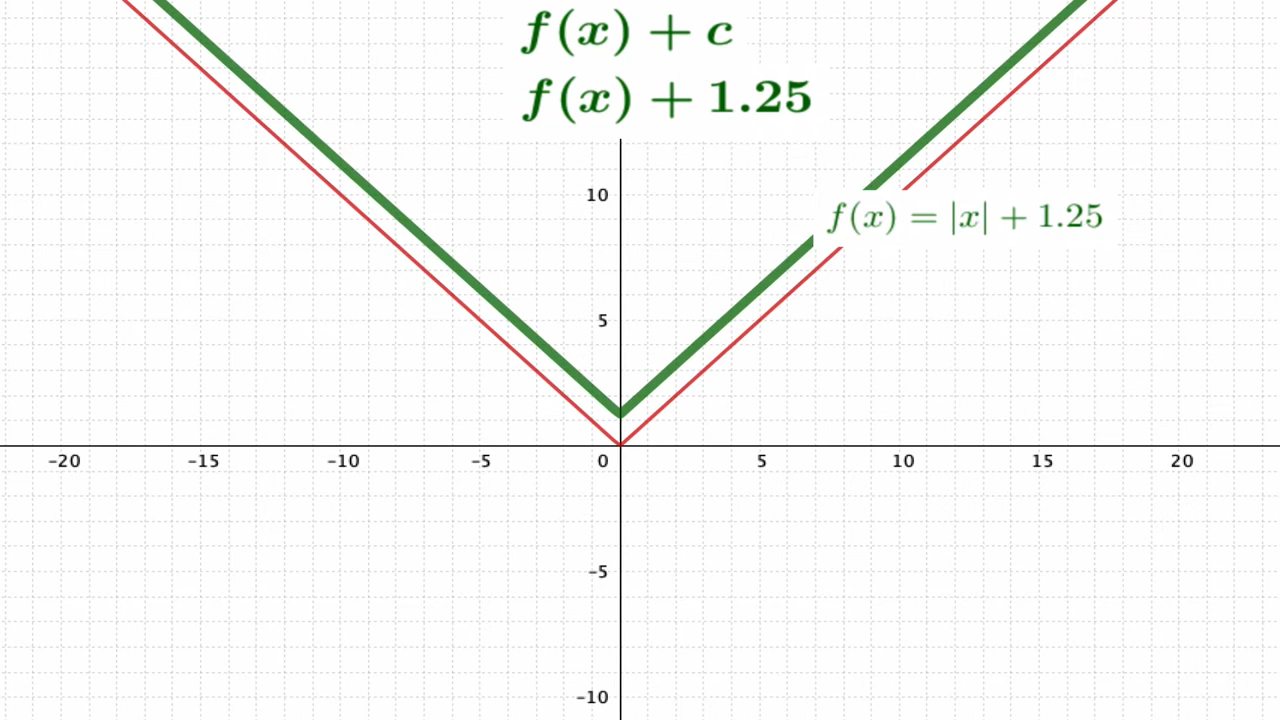 f(x) + c
f(x) + 1.25
10
f(x) = |x| + 1.25
5
-20 -15 -10 -5 0 5 10 15 20
-5
-10